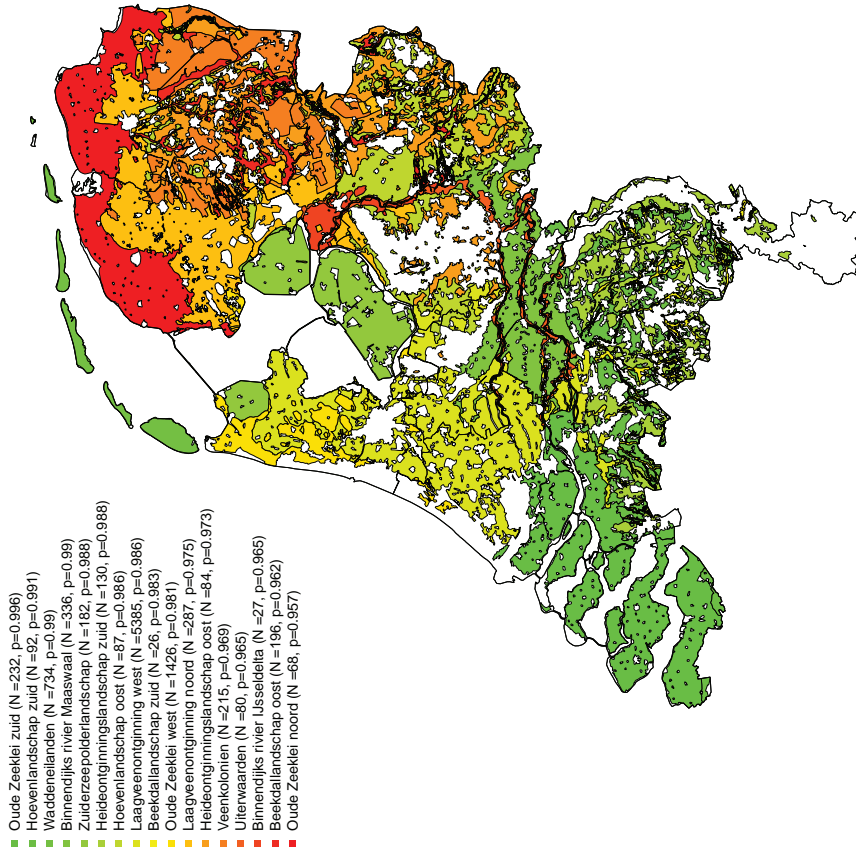 Oude Zeeklei zuid (N =232, p=0.996)
Hoevenlandschap zuid (N =92, p=0.991)
Waddeneilanden (N =734, p=0.99)
Binnendijks rivier Maaswaal (N =336, p=0.99)
Zuiderzeepolderlandschap (N =182, p=0.988)
Heideontginningslandschap zuid (N =130, p=0.988)
Hoevenlandschap oost (N =87, p=0.986)
Laagveenontginning west (N =5385, p=0.986)
Beekdallandschap zuid (N =26, p=0.983)
Oude Zeeklei west (N =1426, p=0.981)
Laagveenontginning noord (N =287, p=0.975)
Heideontginningslandschap oost (N =84, p=0.973)
Veenkolonien (N =215, p=0.969)
Uiterwaarden (N =80, p=0.965)
Binnendijks rivier IJsseldelta (N =27, p=0.965)
Beekdallandschap oost (N =196, p=0.962)
Oude Zeeklei noord (N =68, p=0.957)